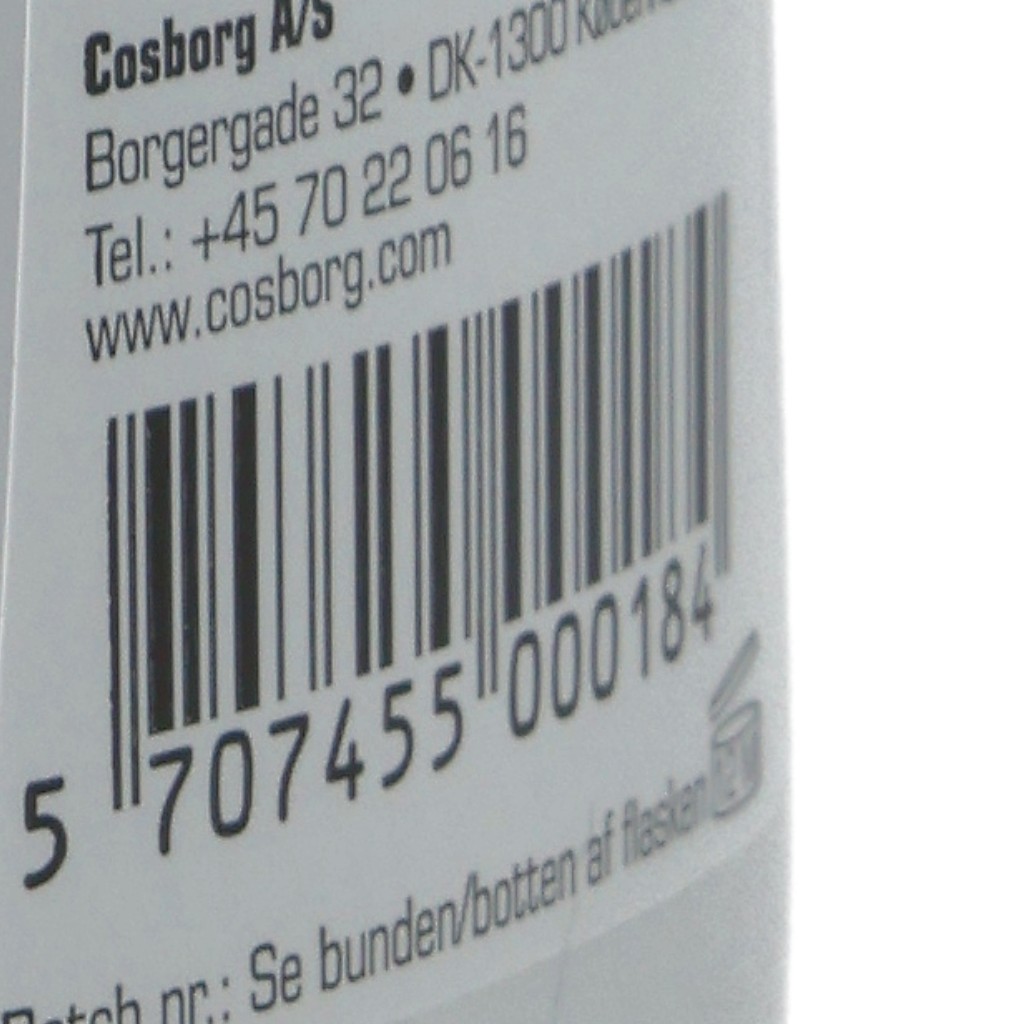 Cosborg A/S
Borgergade 32 • DK-1300
Tel.: +45 70 22 06 16
www.cosborg.com
5 707455 000184
nr.: Se bunden/botten af flasken